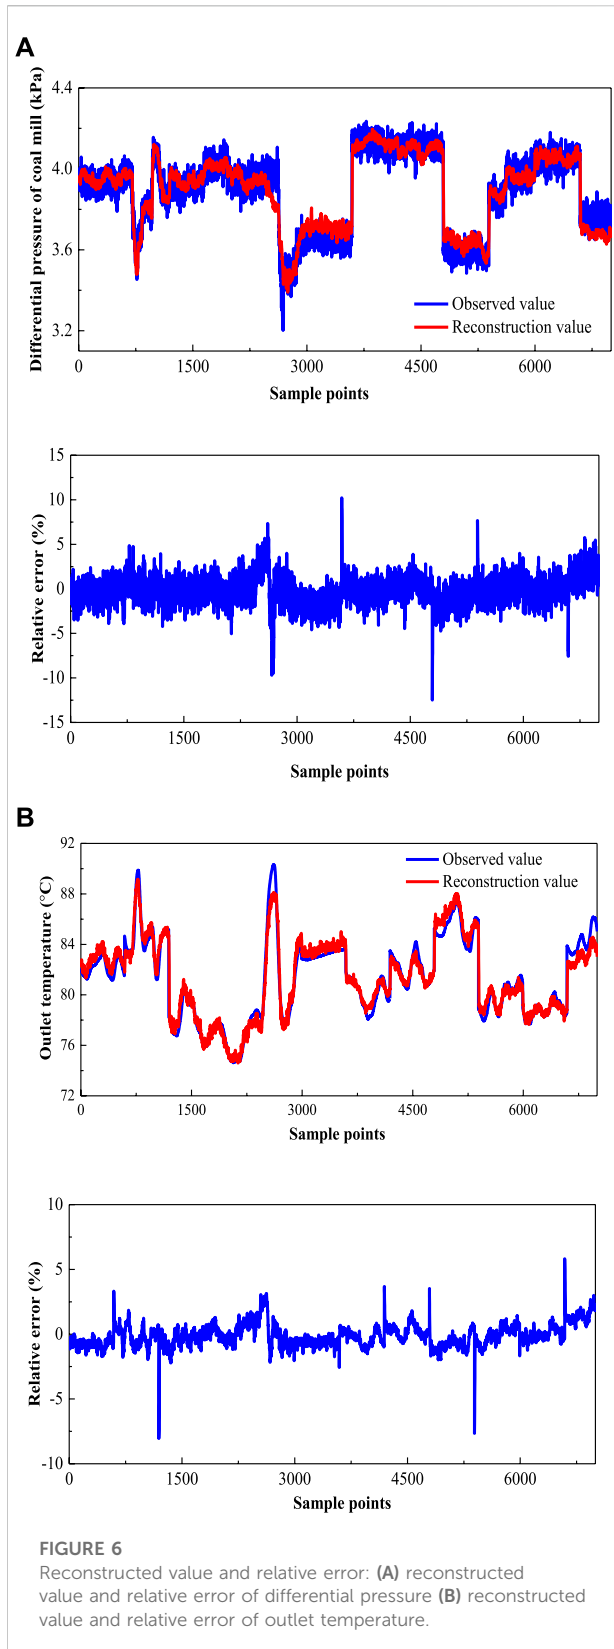 A
Differential pressure of coal mill (kPa)
4.4
4.0
3.6
3.2
Observed value
Reconstruction value
0 1500 3000 4500 6000
Sample points
Relative error (%)
15
10
5
0
-5
-10
-15
0 1500 3000 4500 6000
Sample points
B
Outlet temperature (°C)
92
88
84
80
76
72
Observed value
Reconstruction value
0 1500 3000 4500 6000
Sample points
Relative error (%)
10
5
0
-5
-10
0 1500 3000 4500 6000
Sample points
FIGURE 6
Reconstructed value and relative error: (A) reconstructed
value and relative error of differential pressure (B) reconstructed
value and relative error of outlet temperature.